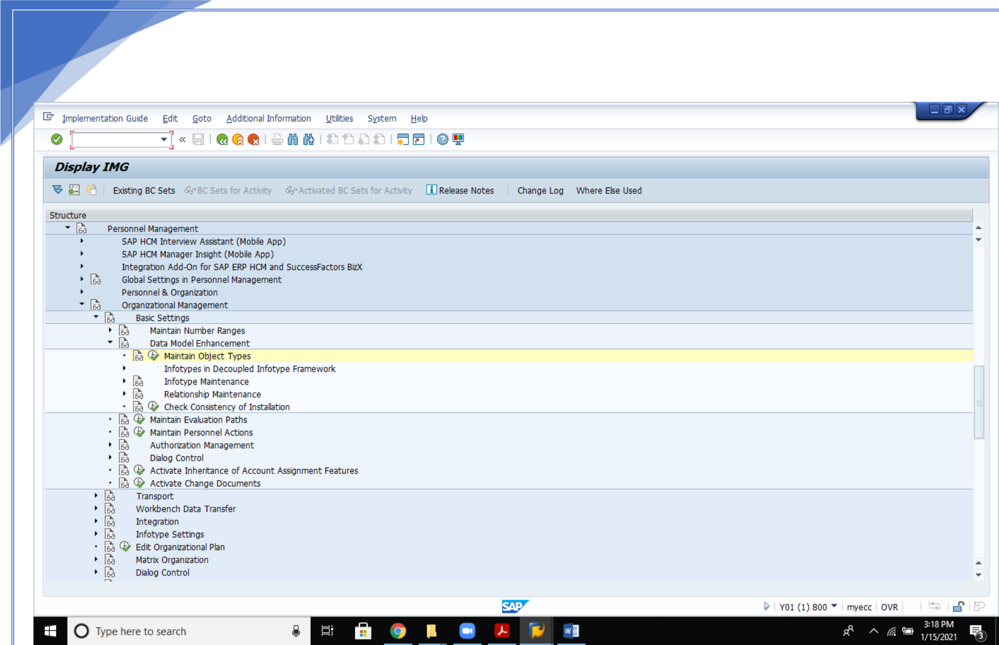 Implementation Guide Edit Goto Additional Information Utilities System Help
Display IMG
Existing BC Sets BC Sets for Activity Activated BC Sets for Activity Release Notes Change Log Where Else Used
Structure
Personnel Management
SAP HCM Interview Assistant (Mobile App)
SAP HCM Manager Insight (Mobile App)
Integration Add-On for SAP ERP HCM and SuccessFactors BizX
Global Settings in Personnel Management
Personnel & Organization
Organizational Management
Basic Settings
Maintain Number Ranges
Data Model Enhancement
Maintain Object Types
Infotypes in Decoupled Infotype Framework
Infotype Maintenance
Relationship Maintenance
Check Consistency of Installation
Maintain Evaluation Paths
Maintain Personnel Actions
Authorization Management
Dialog Control
Activate Inheritance of Account Assignment Features
Activate Change Documents
Transport
Workbench Data Transfer
Integration
Infotype Settings
Edit Organizational Plan
Matrix Organization
Dialog Control
SAP Y01 (1) 800 myecc OVR
Type here to search
3:18 PM
1/15/2021
3